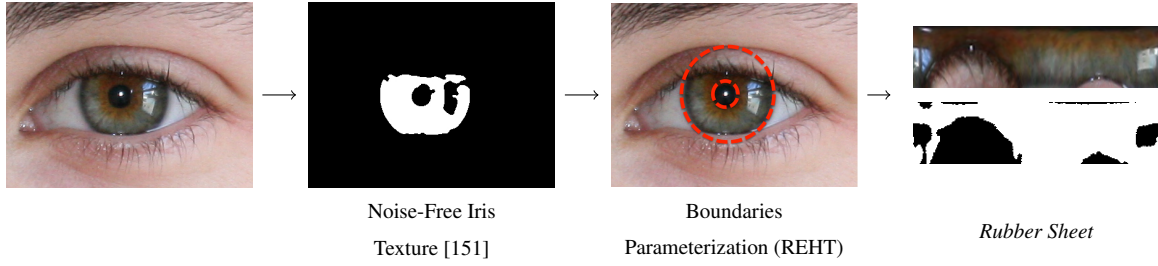 Noise-Free Iris
Texture [151]
Boundaries
Parameterization (REHT)
Rubber Sheet